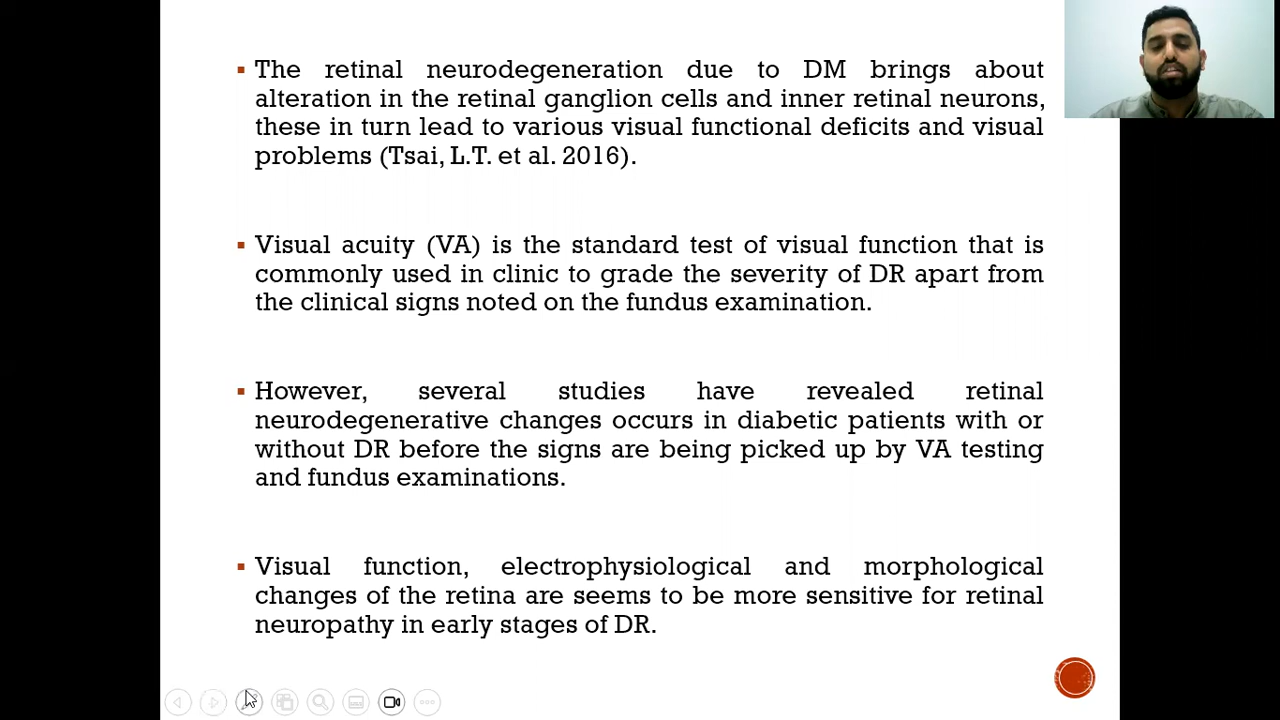 The retinal neurodegeneration due to DM brings about
alteration in the retinal ganglion cells and inner retinal neurons,
these in turn lead to various visual functional deficits and visual
problems (Tsai, L.T. et al. 2016).
Visual acuity (VA) is the standard test of visual function that is
commonly used in clinic to grade the severity of DR apart from
the clinical signs noted on the fundus examination.
However, several studies have revealed retinal
neurodegenerative changes occurs in diabetic patients with or
without DR before the signs are being picked up by VA testing
and fundus examinations.
Visual function, electrophysiological and morphological
changes of the retina are seems to be more sensitive for retinal
neuropathy in early stages of DR.